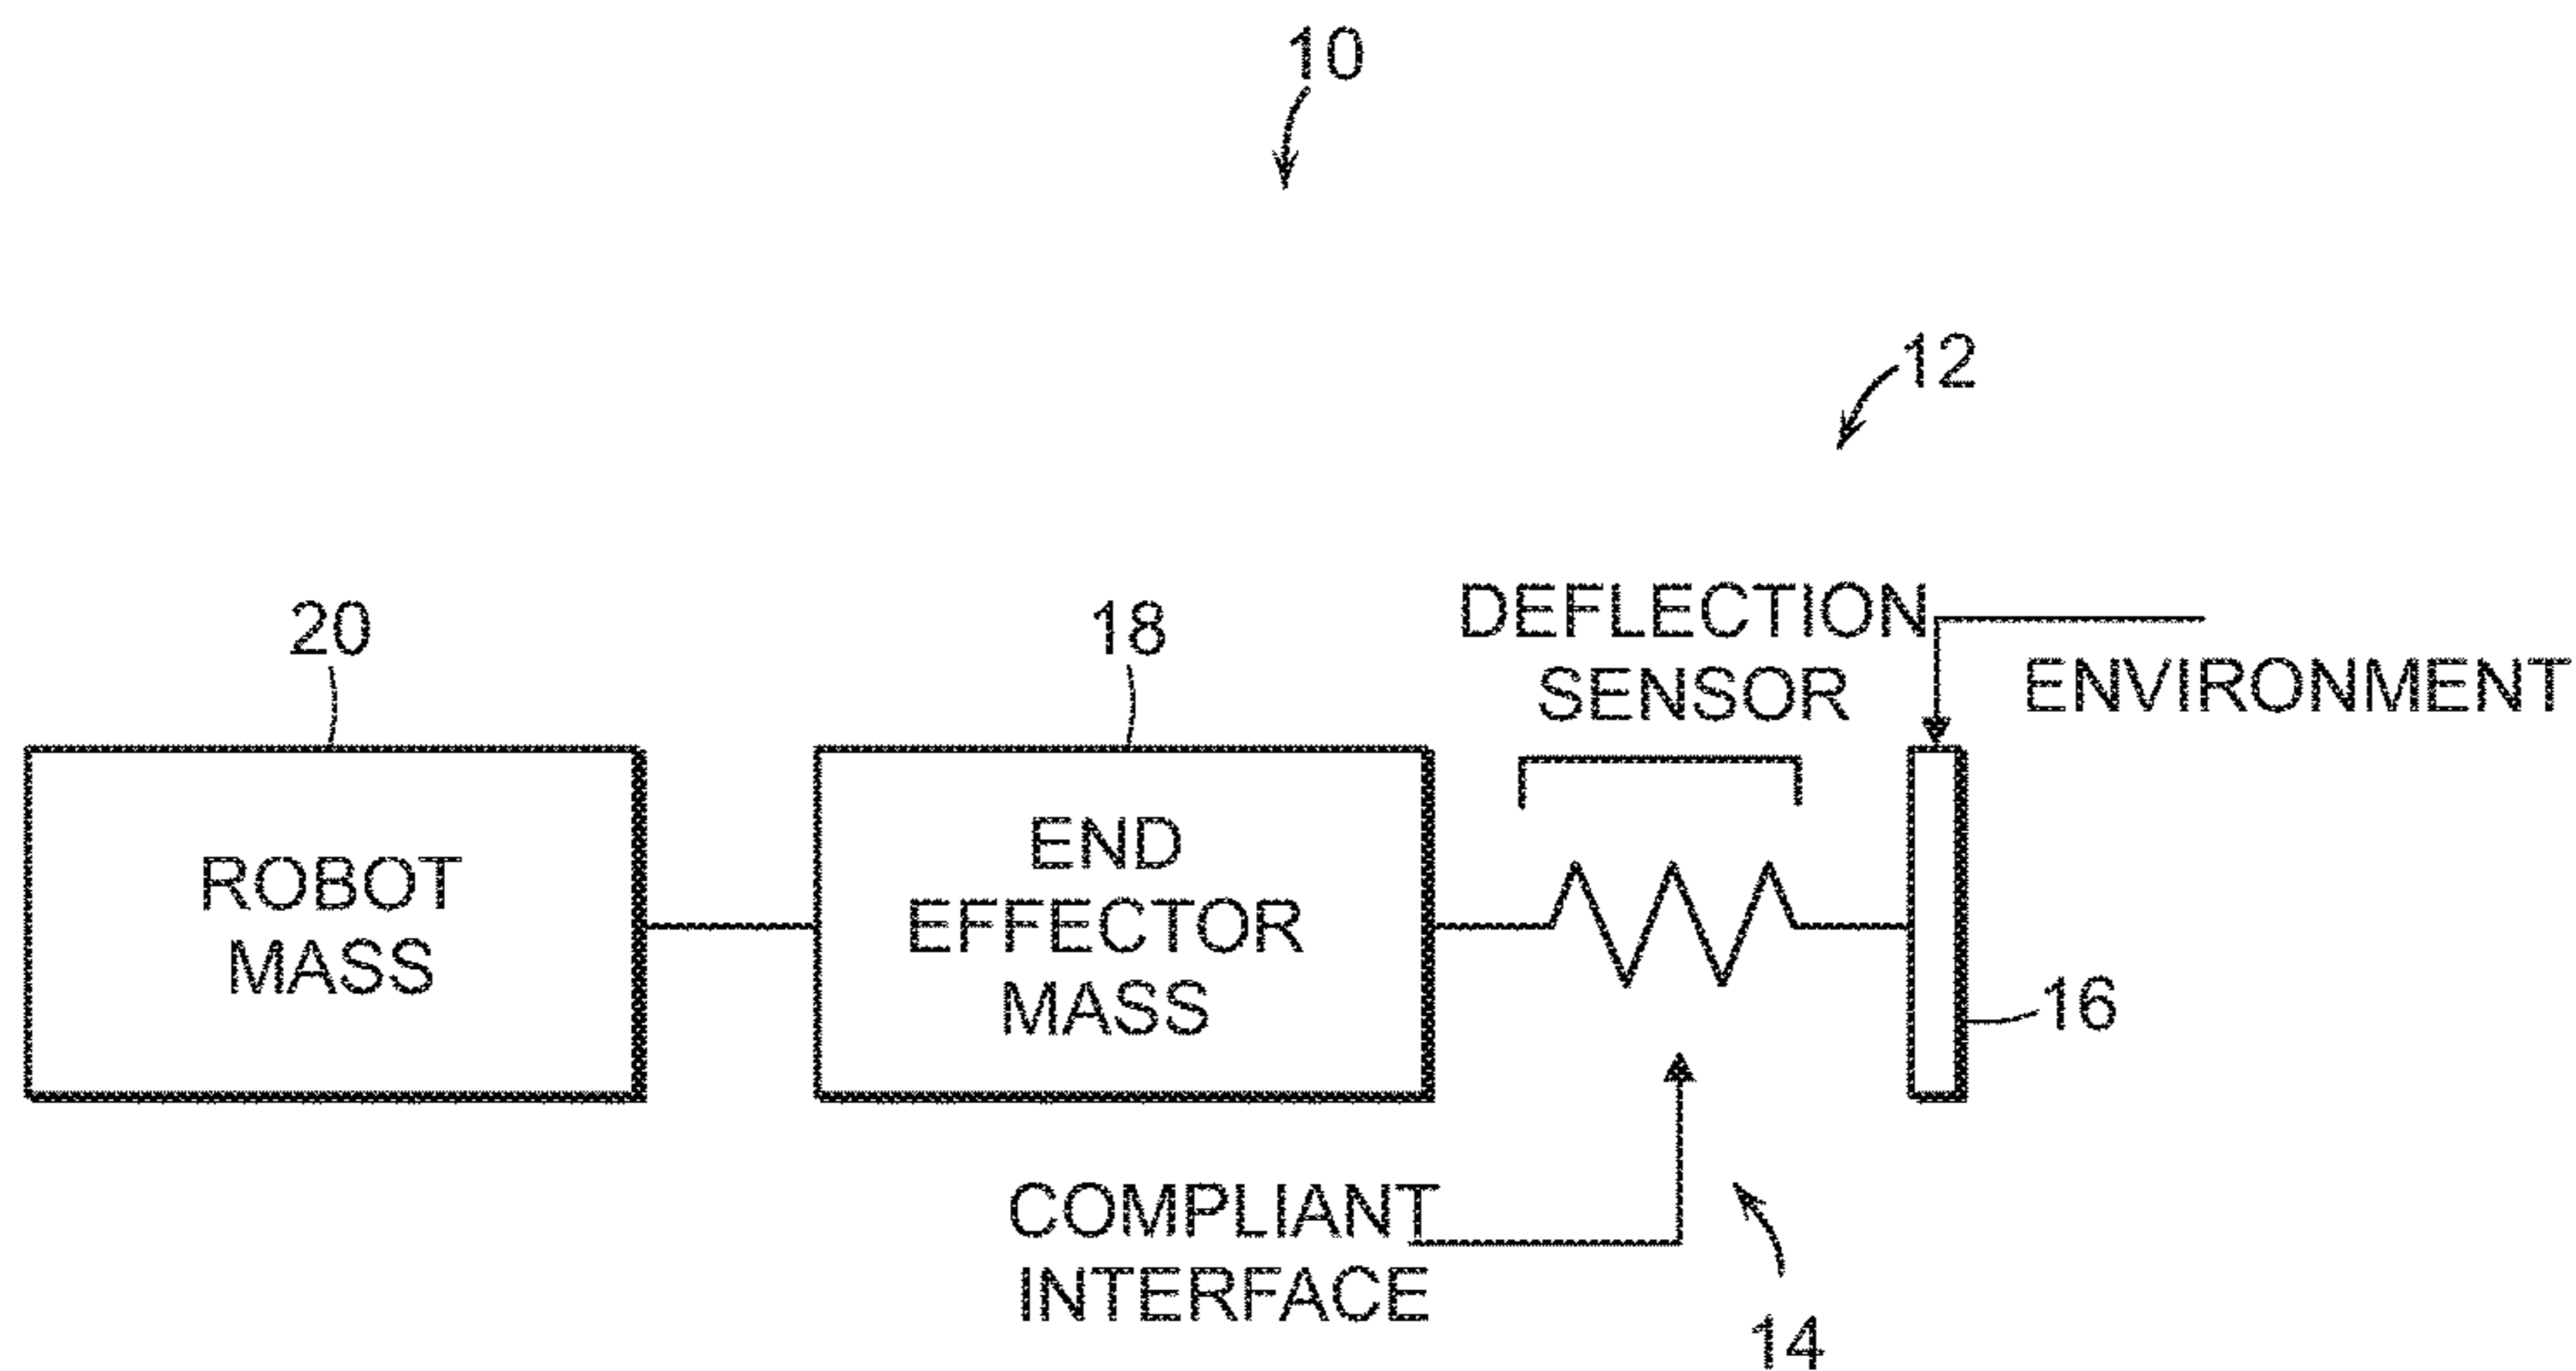 10
12
DEFLECTION
SENSOR
ENVIRONMENT
20
18
ROBOT
MASS
END
EFFECTOR
MASS
16
COMPLIANT
INTERFACE
14